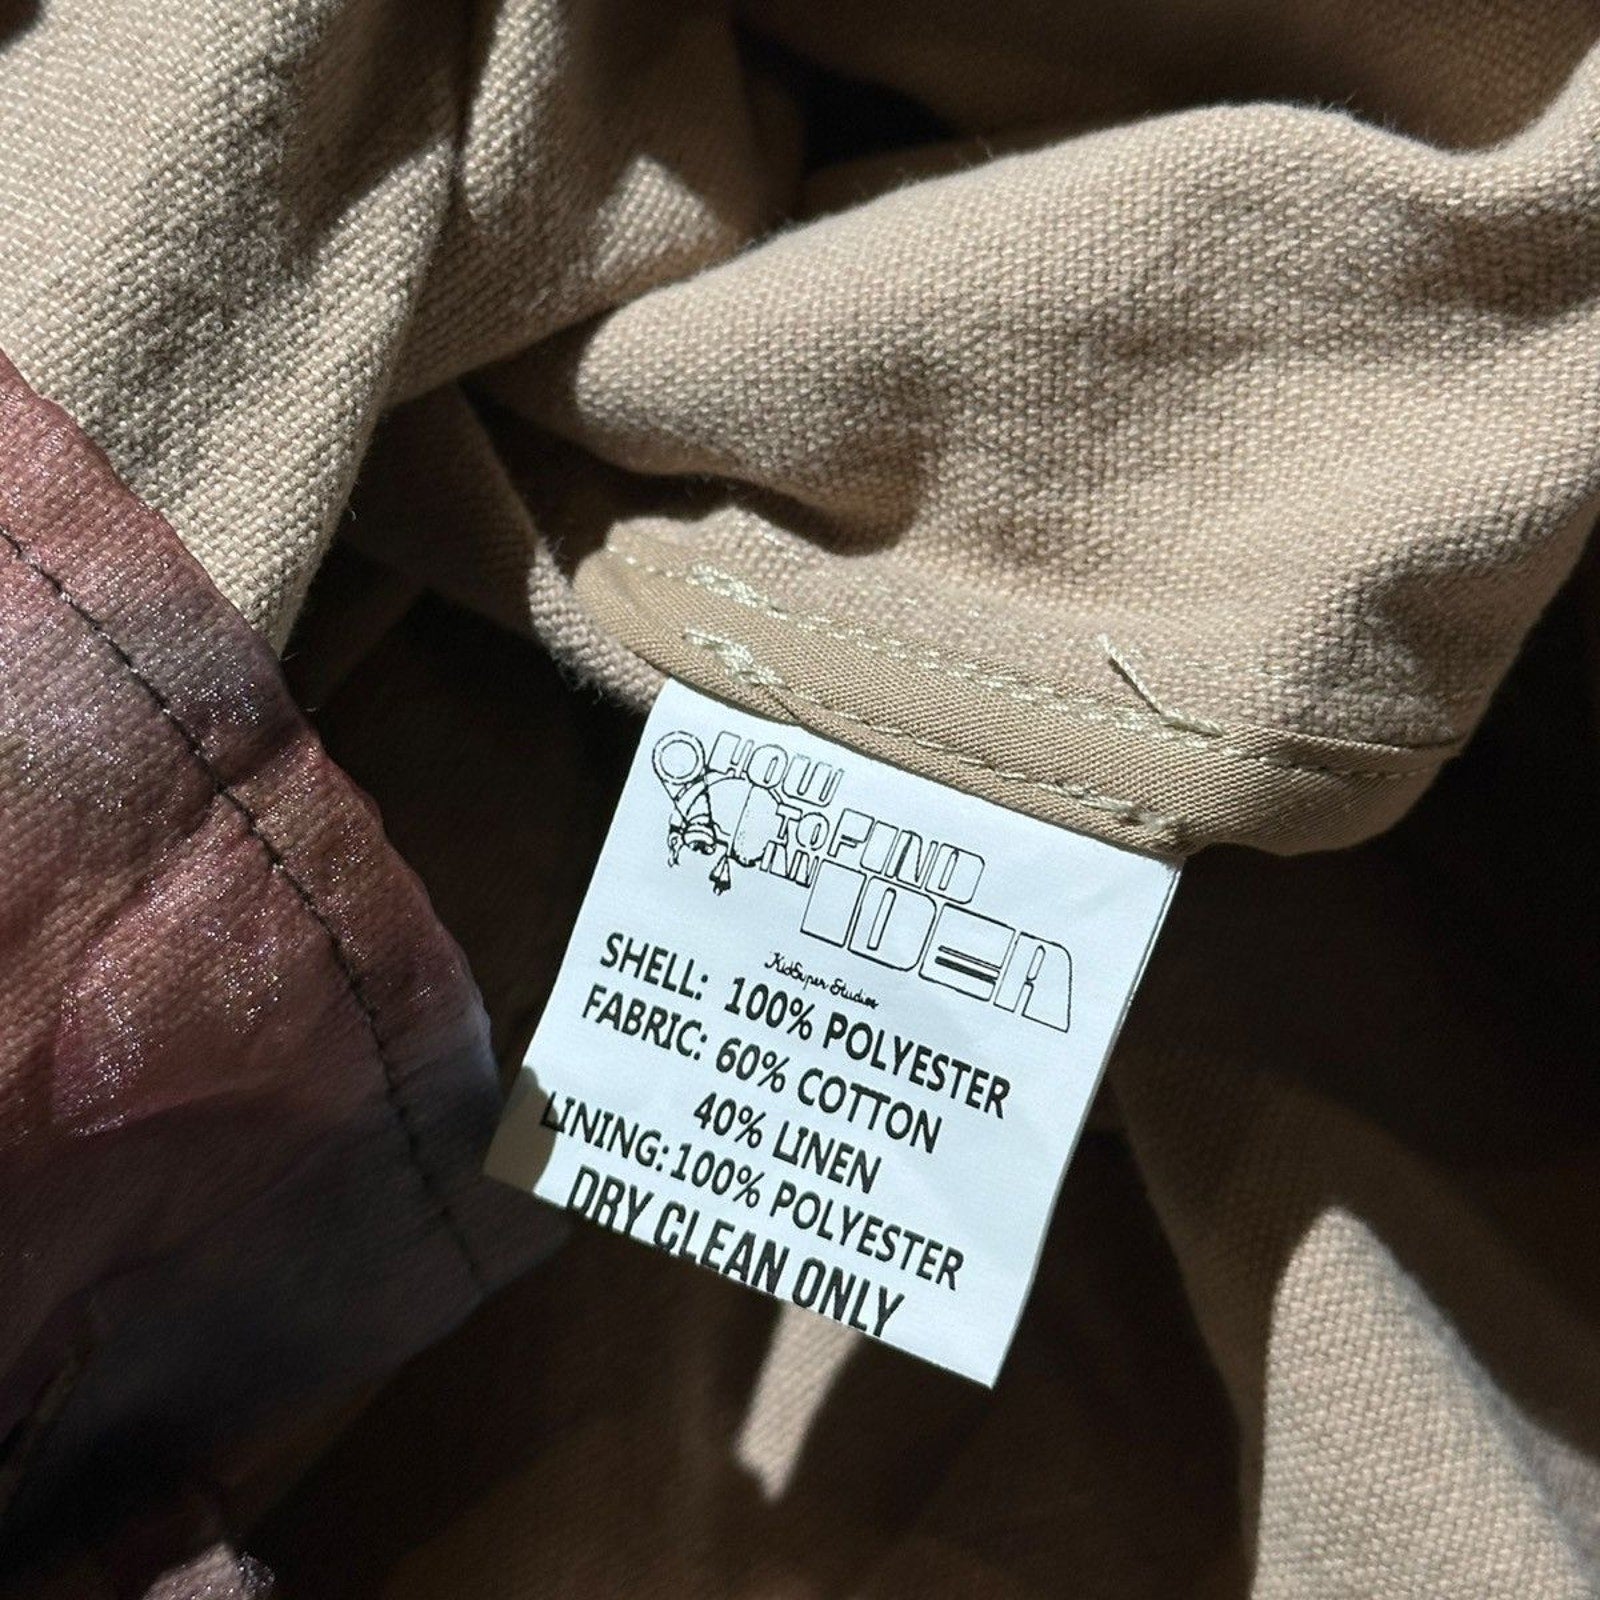 HOW
TO FIND
AN IDEA
KidSuper Studios
SHELL: 100% POLYESTER
FABRIC: 60% COTTON
40% LINEN
LINING: 100% POLYESTER
DRY CLEAN ONLY